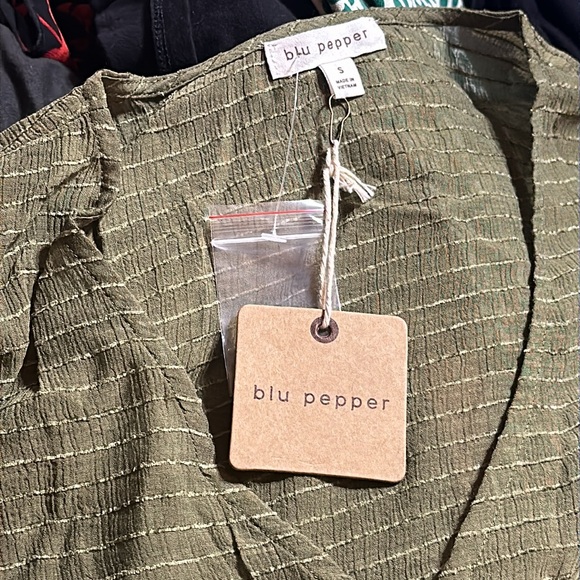 blu pepper
S
MADE IN
VIETNAM
blu pepper